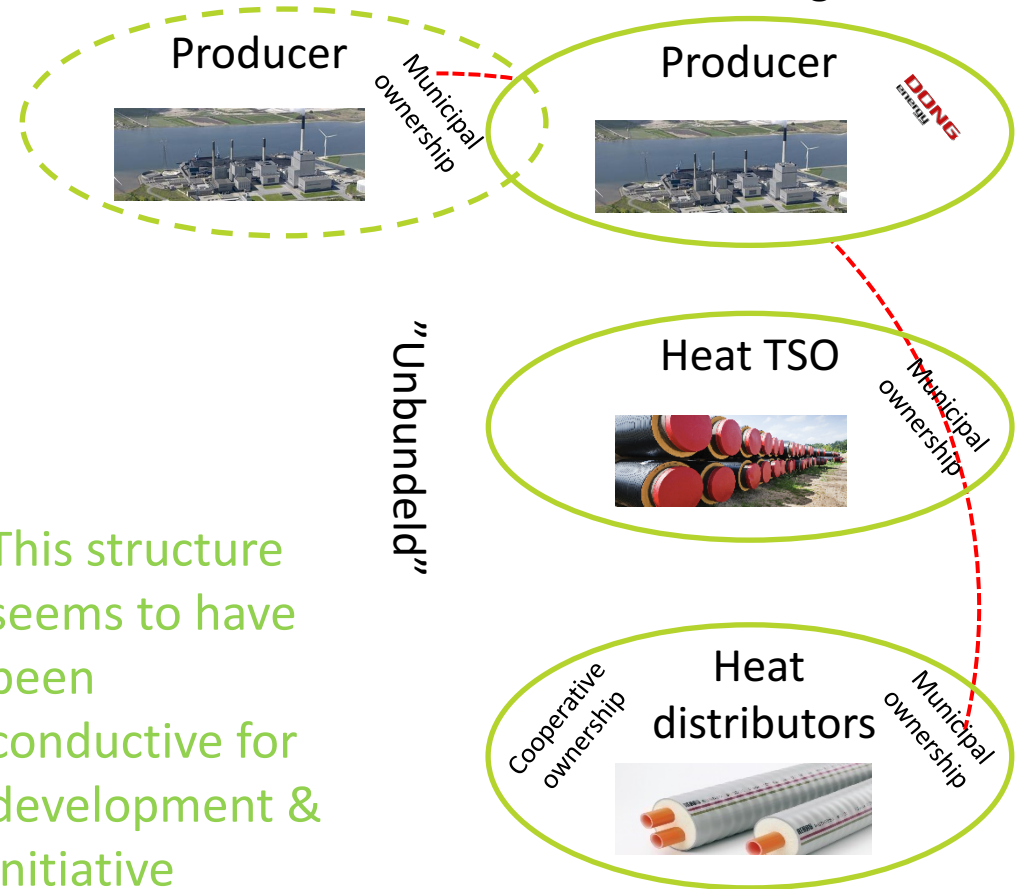 Producer
Municipal
ownership
Producer
DONG
energy
"Unbundeld"
Heat TSO
Municipal
ownership
This structure
seems to have
been
conductive for
development &
initiative
Cooperative
ownership
Heat
distributors
Municipal
ownership